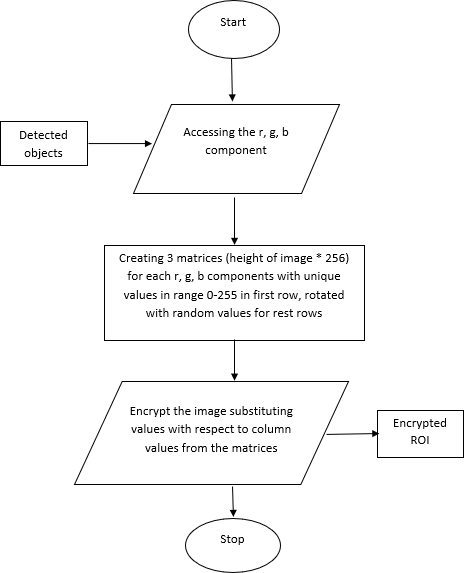 Start
Accessing the r, g, b
component
Detected
objects
Creating 3 matrices (height of image * 256)
for each r, g, b components with unique
values in range 0-255 in first row, rotated
with random values for rest rows
Encrypt the image substituting
values with respect to column
values from the matrices
Encrypted
ROI
Stop